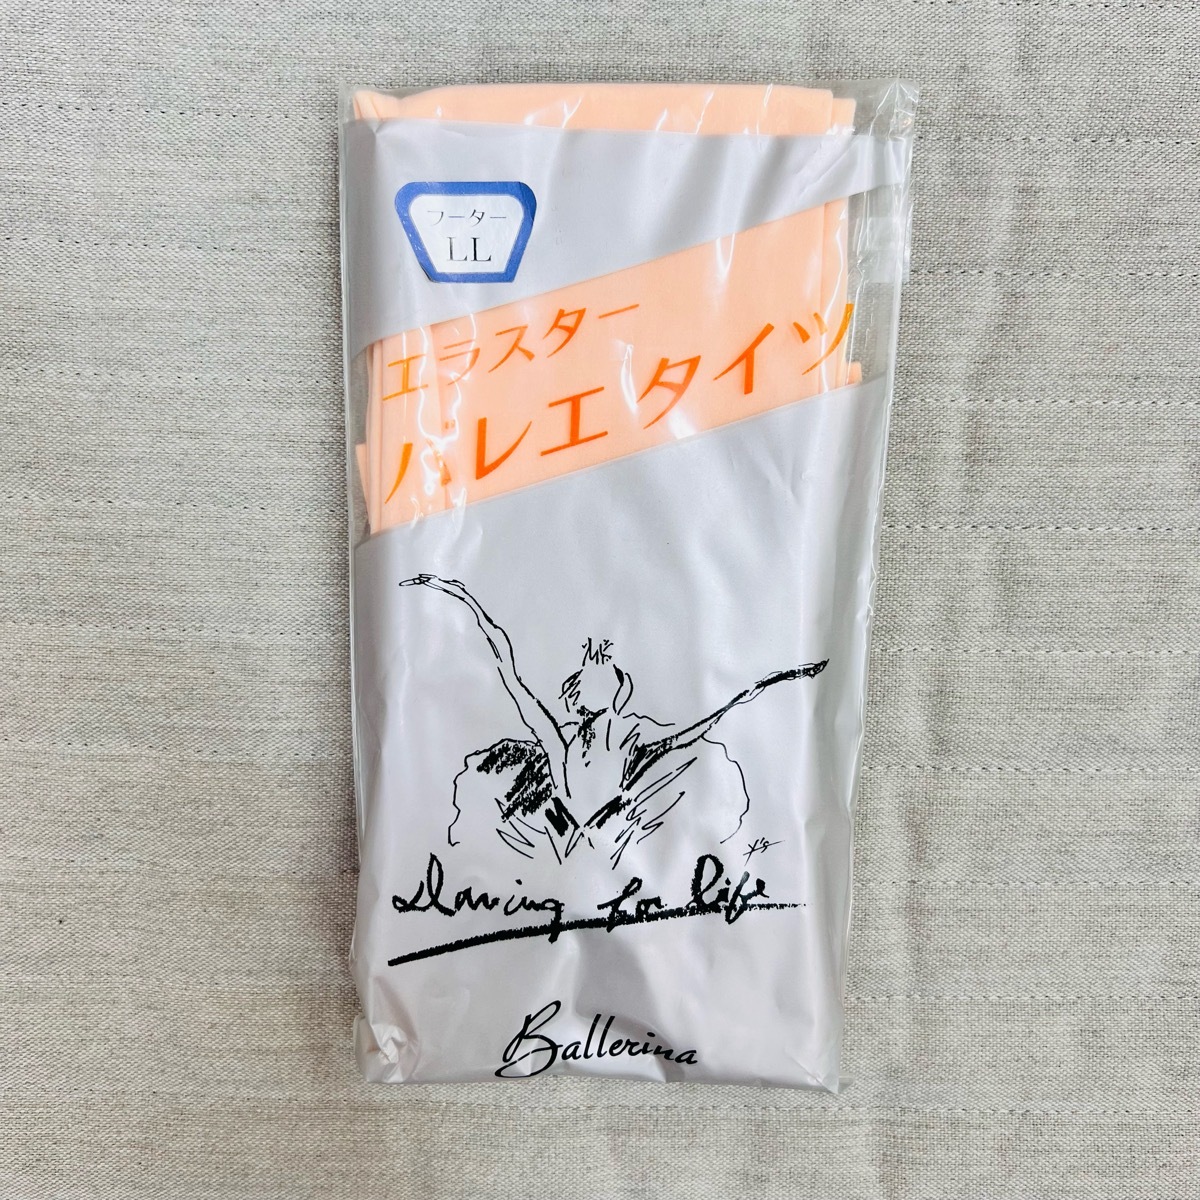 フーター
LL
エラスター
バレエタイツ
Dancing for life
Ballerina